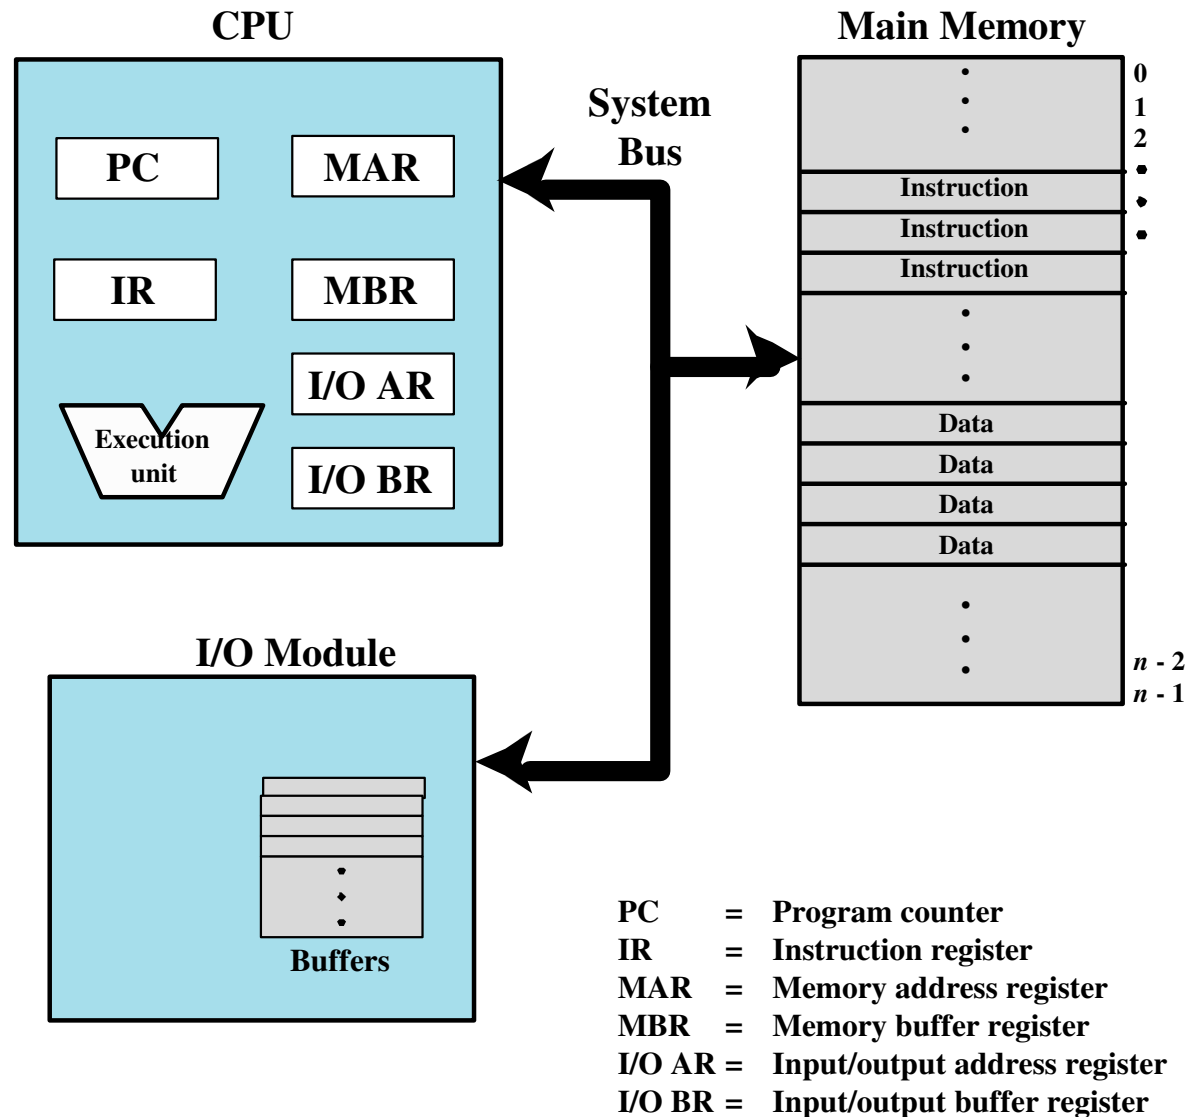 CPU
PC
MAR
IR
MBR
I/O AR
Execution
unit
I/O BR
System
Bus
Main Memory
0
1
2
Instruction
Instruction
Instruction
Data
Data
Data
Data
n - 2
n - 1
I/O Module
Buffers
PC = Program counter
IR = Instruction register
MAR = Memory address register
MBR = Memory buffer register
I/O AR = Input/output address register
I/O BR = Input/output buffer register